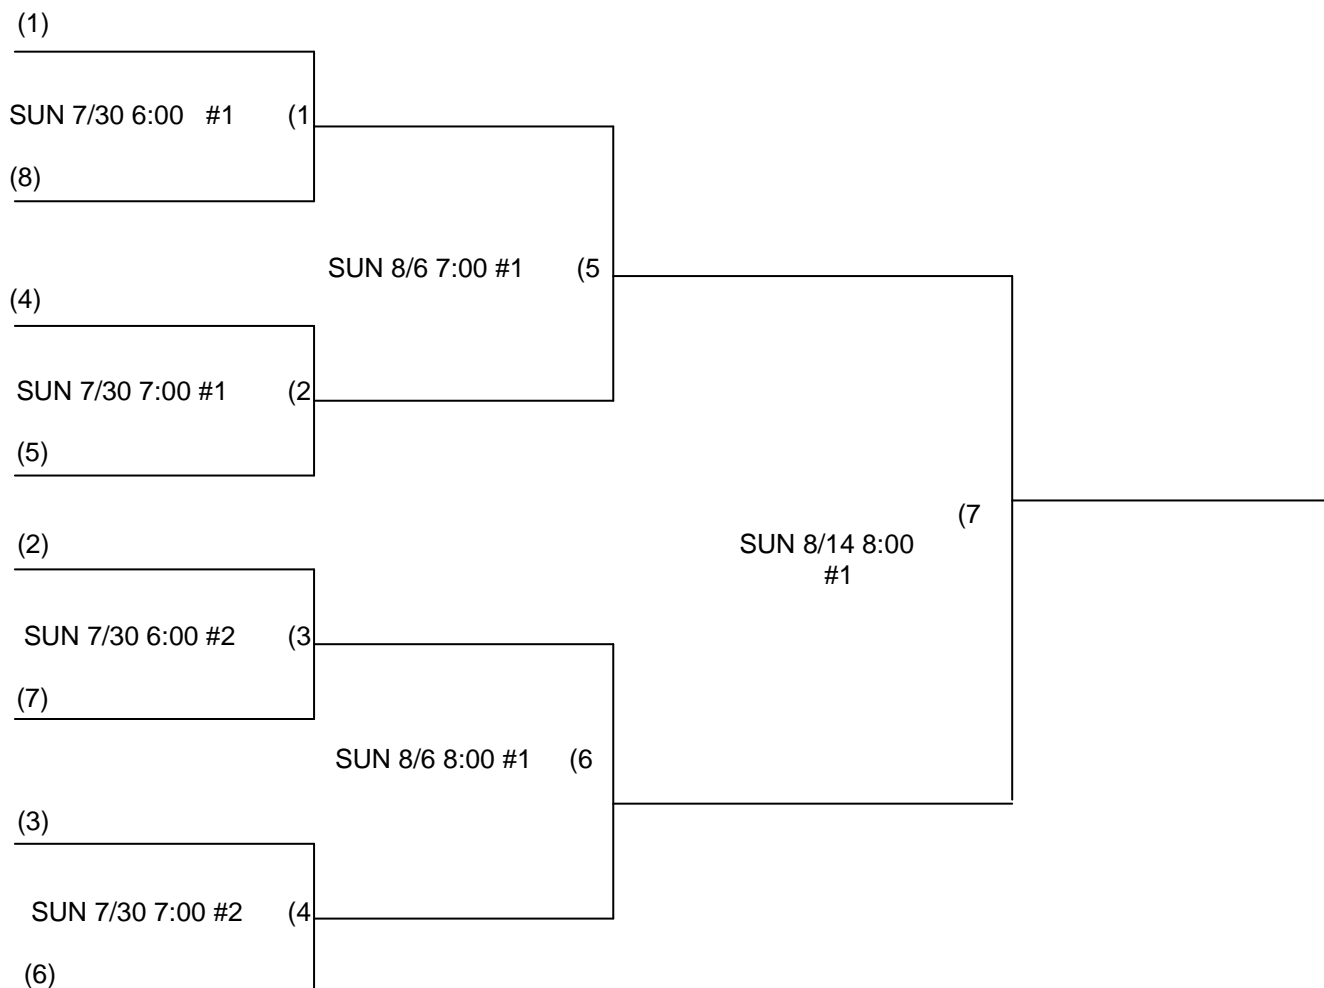 (1)
SUN 7/30 6:00 #1 (1
(8)
SUN 8/6 7:00 #1 (5
(4)
SUN 7/30 7:00 #1 (2
(5)
(7
SUN 8/14 8:00
#1
(2)
SUN 7/30 6:00 #2 (3
(7)
SUN 8/6 8:00 #1 (6
(3)
SUN 7/30 7:00 #2 (4
(6)